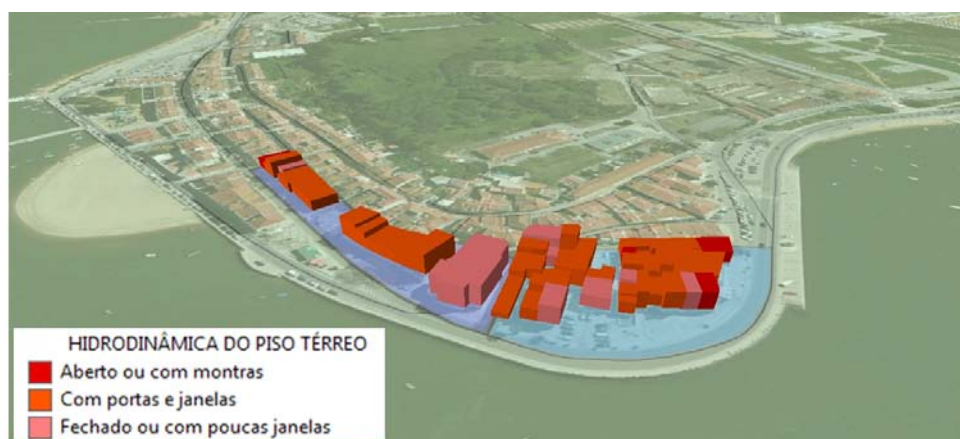 HIDRODINÂMICA DO PISO TÉRREO
Aberto ou com montras
Com portas e janelas
Fechado ou com poucas janelas